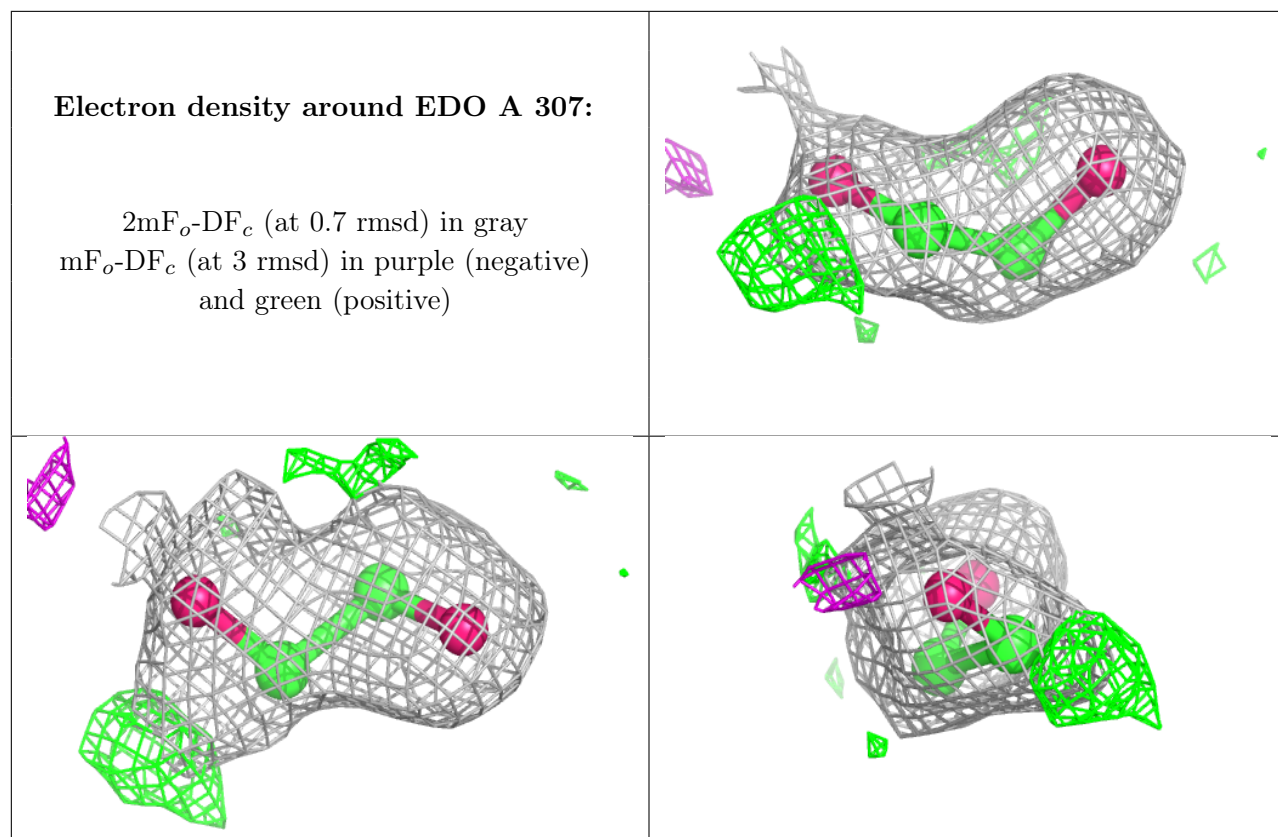 Electron density around EDO A 307:
2mFo-DFc (at 0.7 rmsd) in gray
mFo-DFc (at 3 rmsd) in purple (negative)
and green (positive)